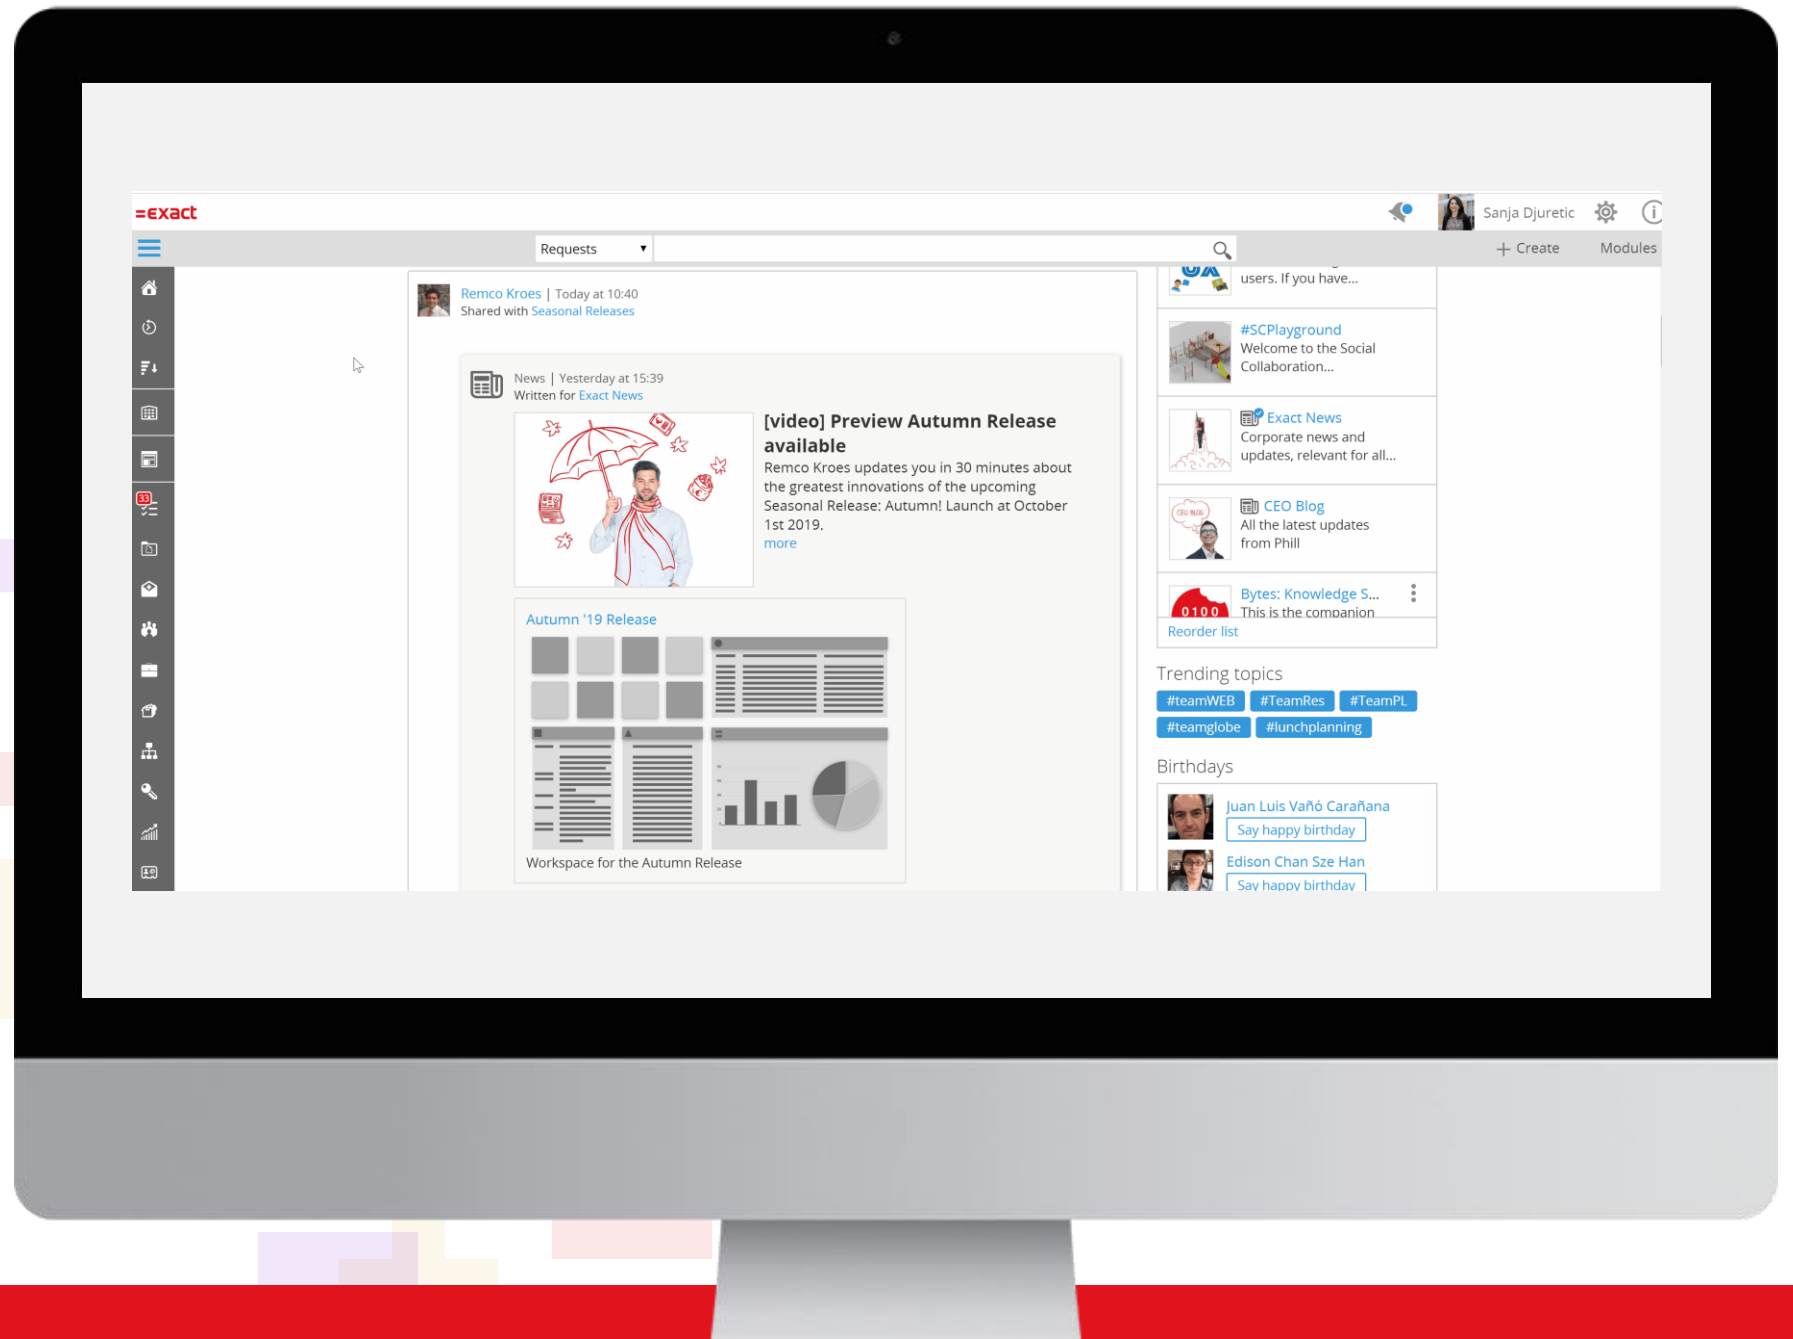 =exact
Sanja Djuretic
Requests
+ Create
Modules
Remco Kroes | Today at 10:40
Shared with Seasonal Releases
News | Yesterday at 15:39
Written for Exact News
[video] Preview Autumn Release
available
Remco Kroes updates you in 30 minutes about
the greatest innovations of the upcoming
Seasonal Release: Autumn! Launch at October
1st 2019.
more
Autumn '19 Release
Workspace for the Autumn Release
33
UX
users. If you have...
#SCPlayground
Welcome to the Social
Collaboration...
Exact News
Corporate news and
updates, relevant for all...
CEO BLOG
CEO Blog
All the latest updates
from Phill
0100
Bytes: Knowledge S...
This is the companion
Reorder list
Trending topics
#teamWEB #TeamRes #TeamPL
#teamglobe #lunchplanning
Birthdays
Juan Luis Vañó Carañana
Say happy birthday
Edison Chan Sze Han
Say happy birthday